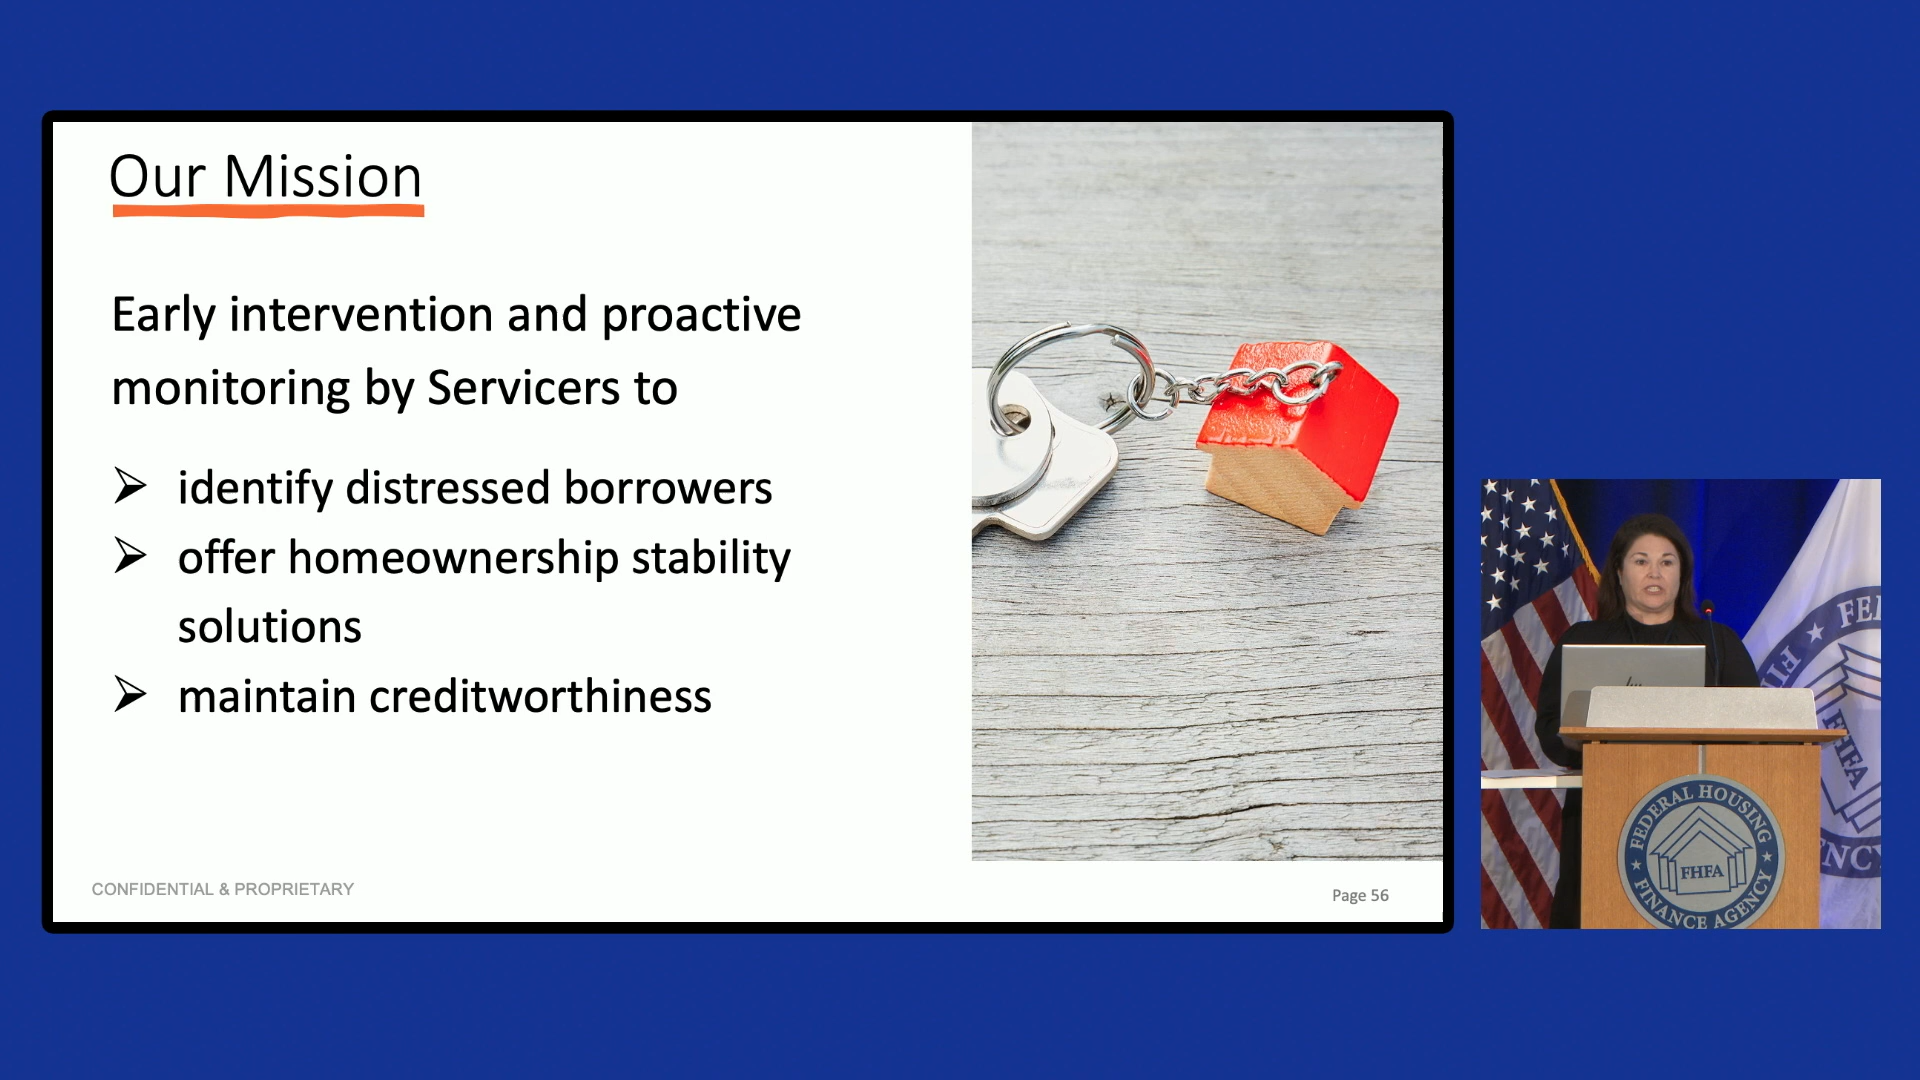 Our Mission
Early intervention and proactive
monitoring by Servicers to
➢ identify distressed borrowers
➢ offer homeownership stability
solutions
➢ maintain creditworthiness
CONFIDENTIAL & PROPRIETARY
Page 56
FEDERAL HOUSING
FINANCE AGENCY
FHFA
FHFA